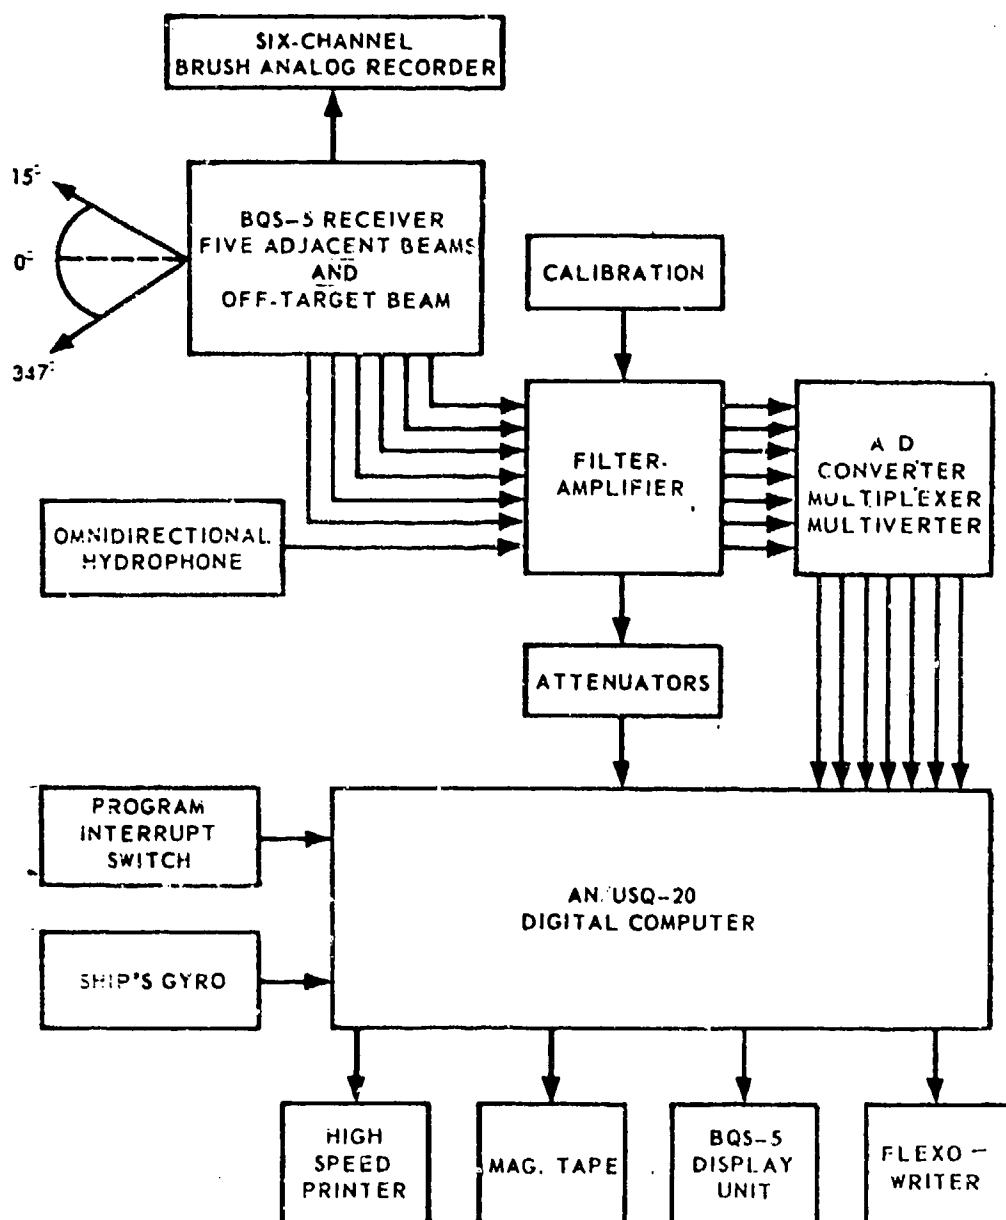 SIX-CHANNEL
BRUSH ANALOG RECORDER
15°
0°
347°
BQS-5 RECEIVER
FIVE ADJACENT BEAMS
AND
OFF-TARGET BEAM
CALIBRATION
FILTER-
AMPLIFIER
A D
CONVERTER
MULTIPLEXER
MULTIVERTER
OMNIDIRECTIONAL
HYDROPHONE
ATTENUATORS
PROGRAM
INTERRUPT
SWITCH
AN/USQ-20
DIGITAL COMPUTER
SHIP'S GYRO
HIGH
SPEED
PRINTER
MAG. TAPE
BQS-5
DISPLAY
UNIT
FLEXO-
WRITER